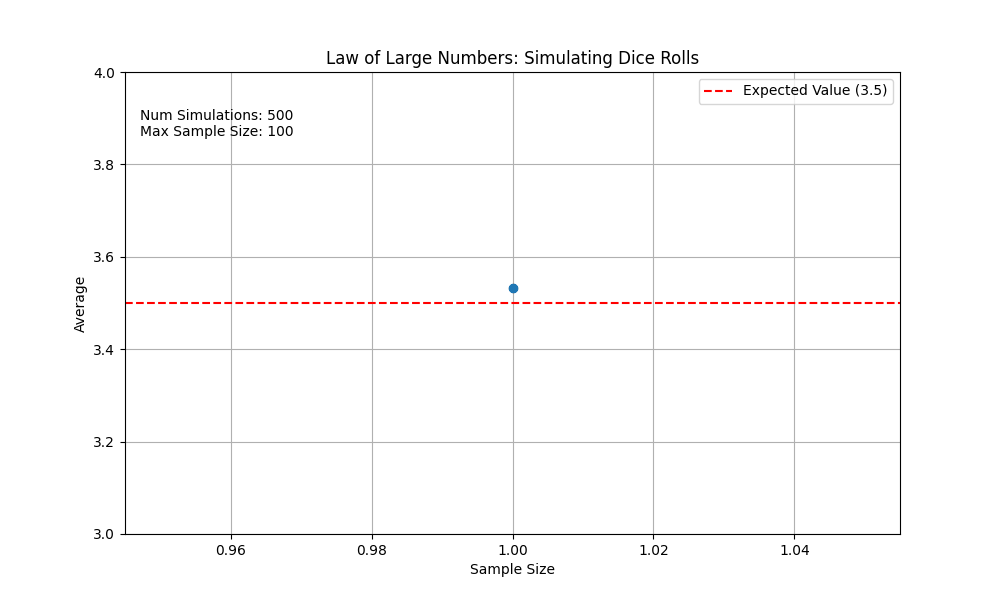 Law of Large Numbers: Simulating Dice Rolls
4.0
Expected Value (3.5)
Num Simulations: 500
Max Sample Size: 100
3.8
3.6
Average
3.4
3.2
3.0
0.96
0.98
1.00
1.02
1.04
Sample Size